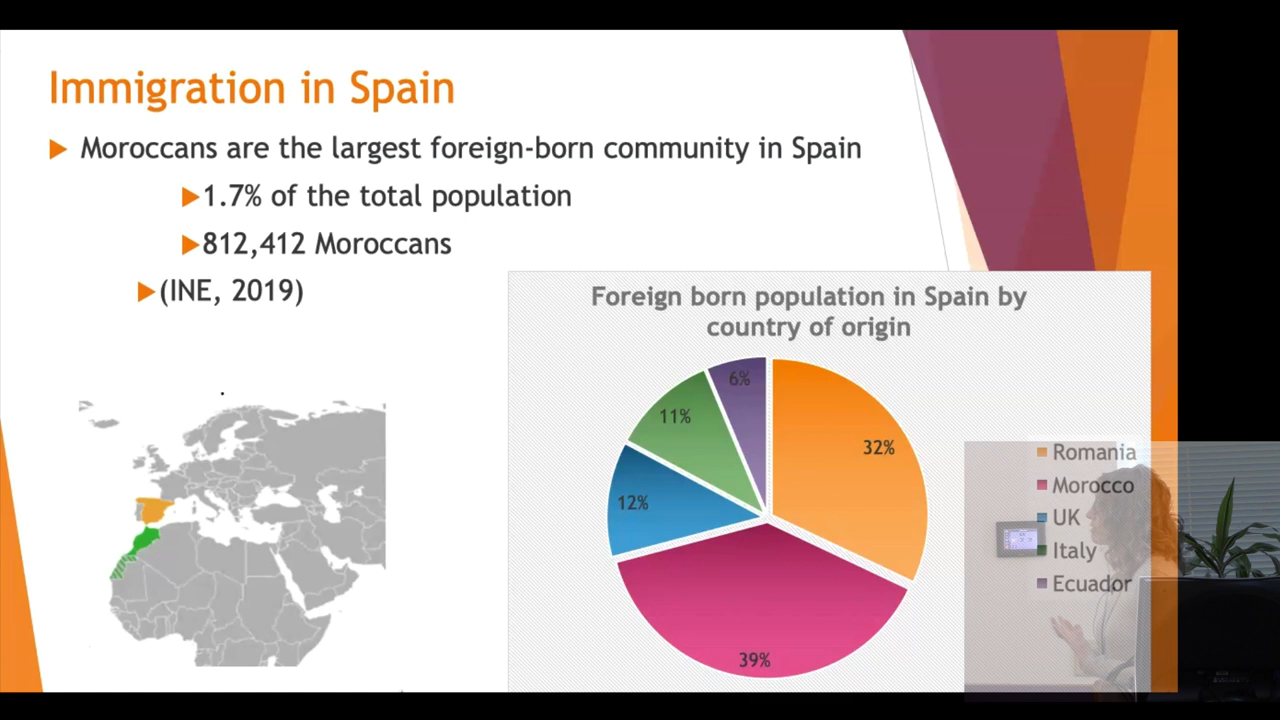 Immigration in Spain
Moroccans are the largest foreign-born community in Spain
1.7% of the total population
812,412 Moroccans
(INE, 2019)
Foreign born population in Spain by
country of origin
6%
11%
32%
12%
39%
Romania
Morocco
UK
Italy
Ecuador